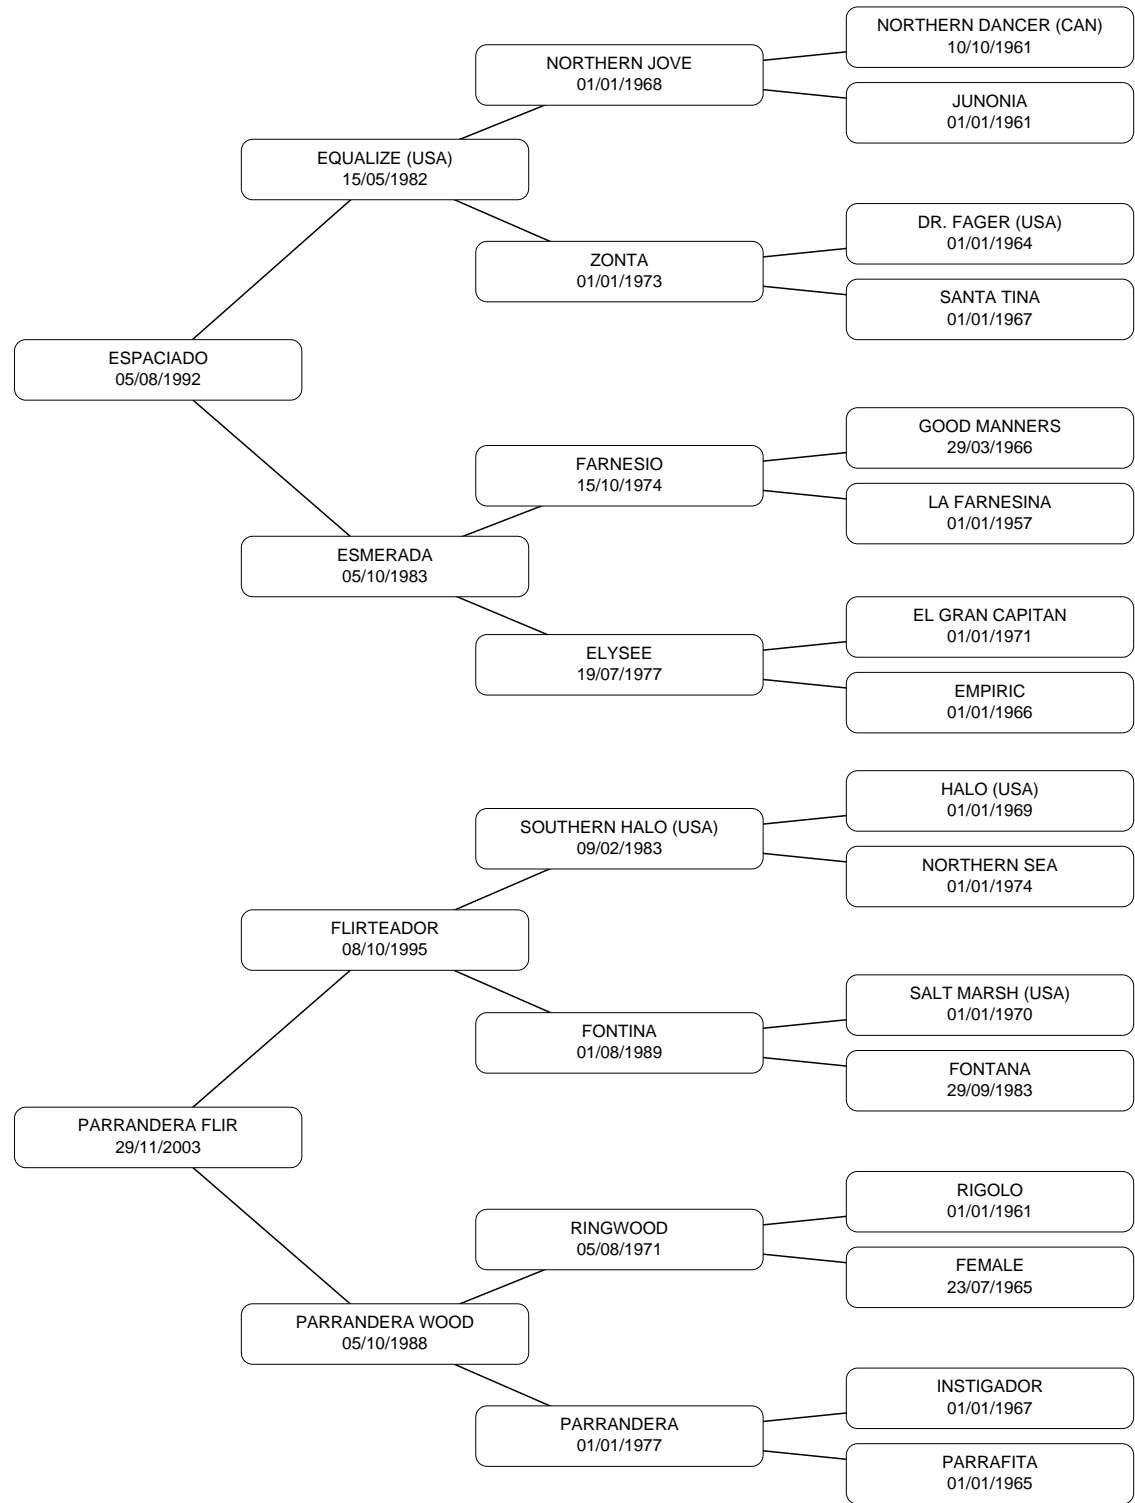 NORTHERN DANCER (CAN)
10/10/1961
NORTHERN JOVE
01/01/1968
JUNONIA
01/01/1961
EQUALIZE (USA)
15/05/1982
DR. FAGER (USA)
01/01/1964
ZONTA
01/01/1973
SANTA TINA
01/01/1967
ESPACIADO
05/08/1992
GOOD MANNERS
29/03/1966
FARNESIO
15/10/1974
LA FARNESINA
01/01/1957
ESMERADA
05/10/1983
EL GRAN CAPITAN
01/01/1971
ELYSEE
19/07/1977
EMPIRIC
01/01/1966
HALO (USA)
01/01/1969
SOUTHERN HALO (USA)
09/02/1983
NORTHERN SEA
01/01/1974
FLIRTEADOR
08/10/1995
SALT MARSH (USA)
01/01/1970
FONTINA
01/08/1989
FONTANA
29/09/1983
PARRANDERA FLIR
29/11/2003
RIGOLO
01/01/1961
RINGWOOD
05/08/1971
FEMALE
23/07/1965
PARRANDERA WOOD
05/10/1988
INSTIGADOR
01/01/1967
PARRANDERA
01/01/1977
PARRAFITA
01/01/1965